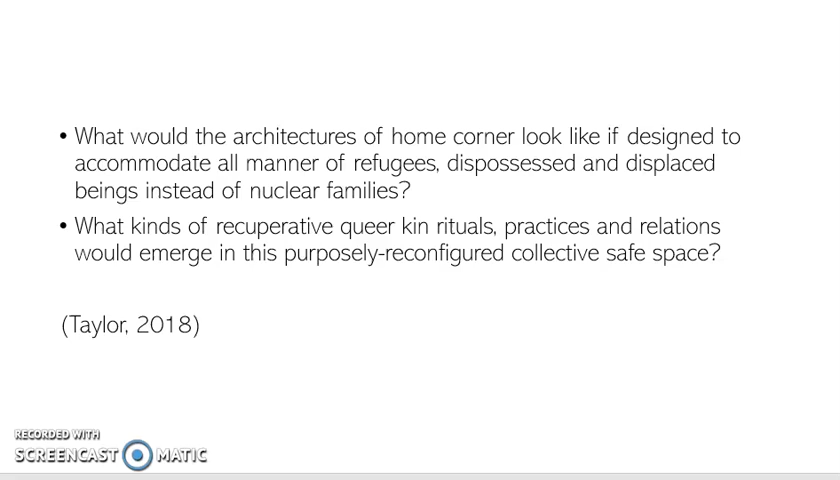 • What would the architectures of home corner look like if designed to
accommodate all manner of refugees, dispossessed and displaced
beings instead of nuclear families?
• What kinds of recuperative queer kin rituals, practices and relations
would emerge in this purposely-reconfigured collective safe space?
(Taylor, 2018)
RECORDED WITH
SCREENCAST MATIC